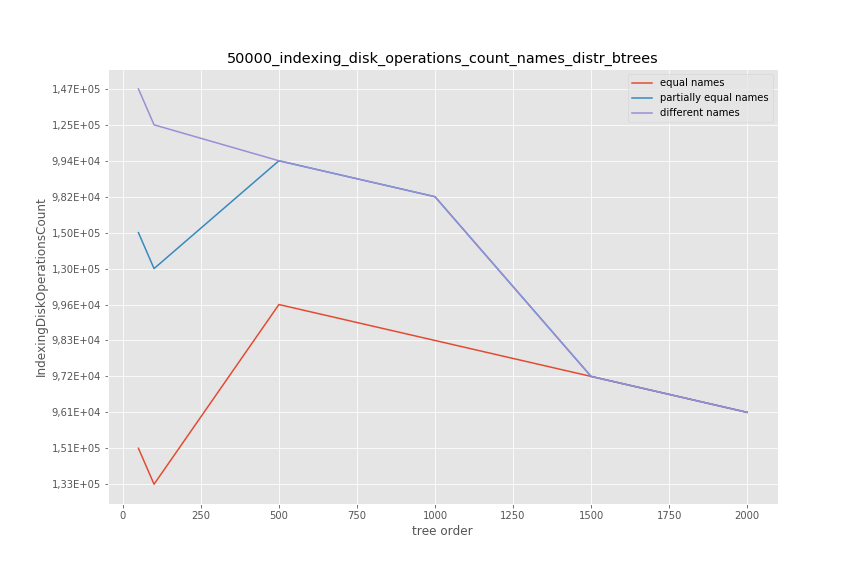 50000_indexing_disk_operations_count_names_distr_btrees
equal names
partially equal names
different names
IndexingDiskOperationsCount
1,47E+05
1,25E+05
9,94E+04
9,82E+04
1,50E+05
1,30E+05
9,96E+04
9,83E+04
9,72E+04
9,61E+04
1,51E+05
1,33E+05
0 250 500 750 1000 1250 1500 1750 2000
tree order